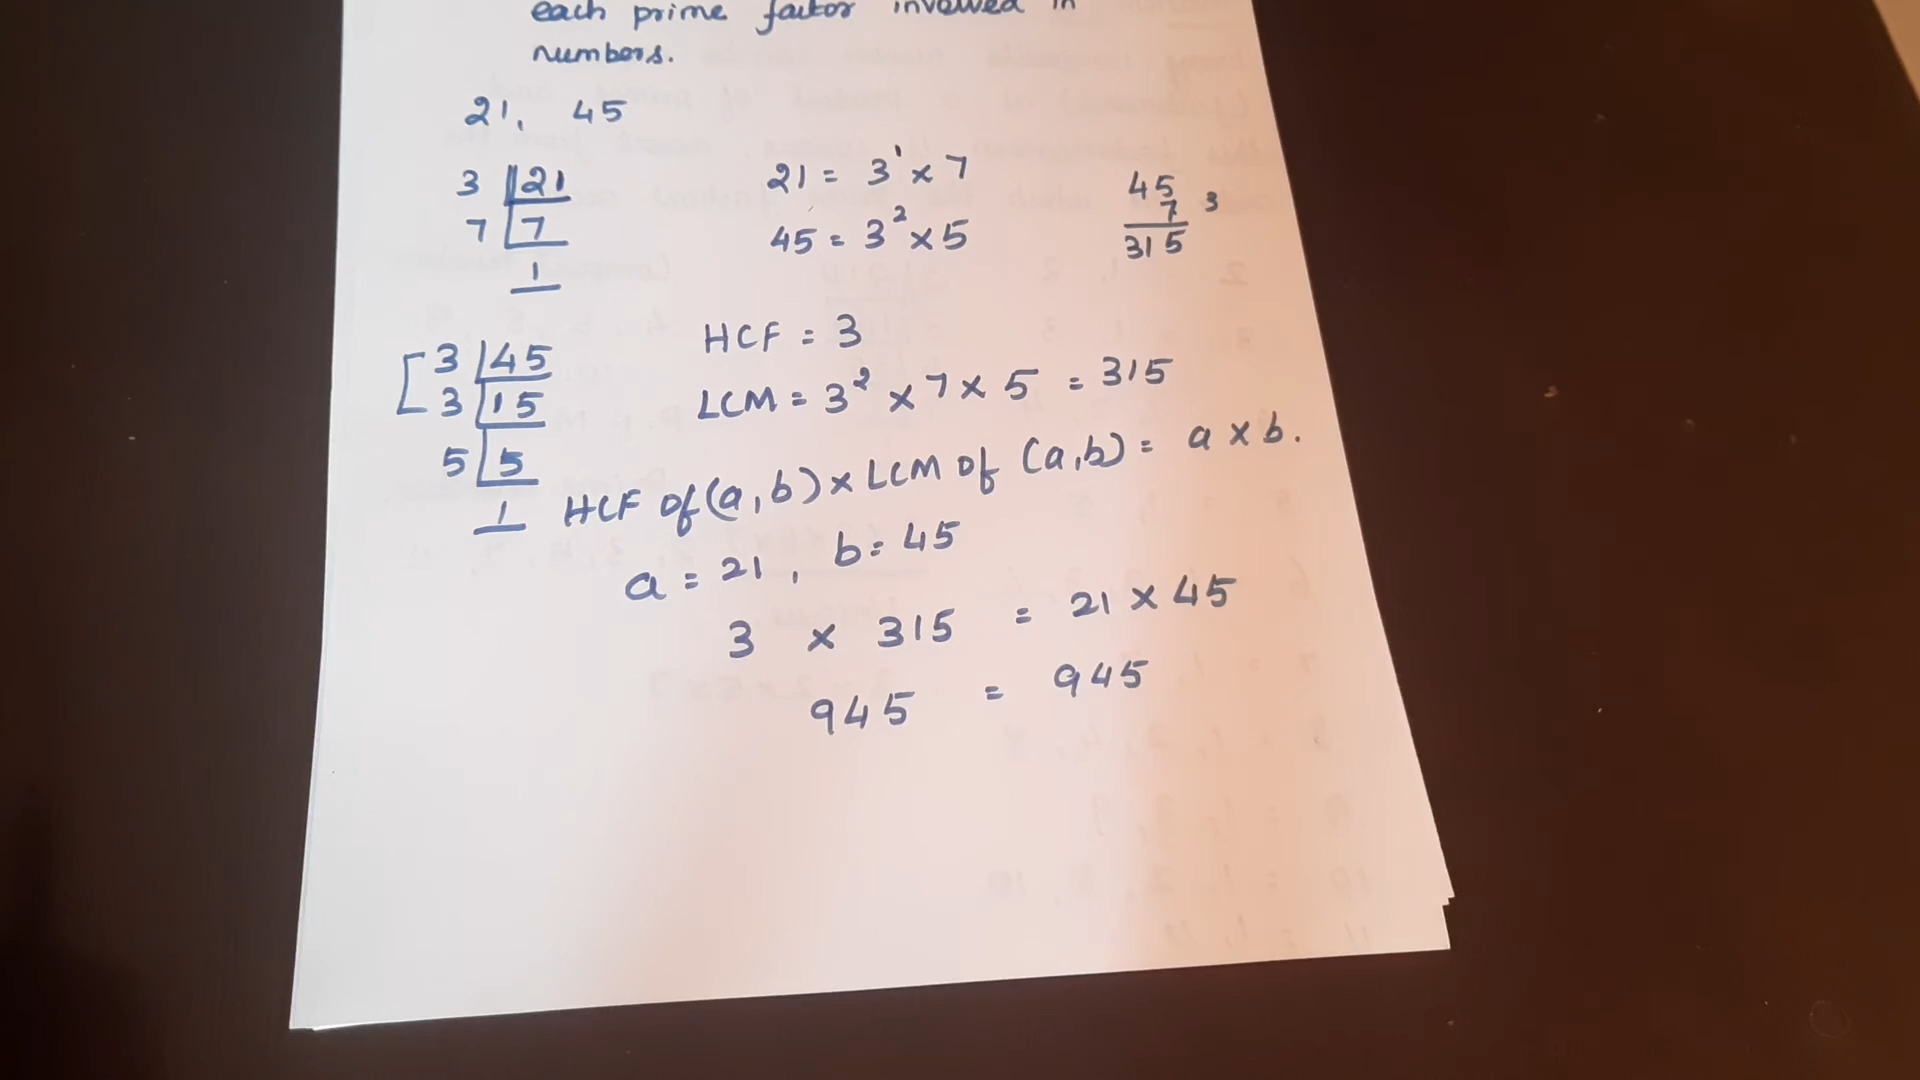 each prime factor involved in
numbers.
21, 45
3 | 21
7 | 7
1
21 = 3¹ × 7
45 = 3² × 5
45
7 3
315
3 | 45
3 | 15
5 | 5
1
HCF = 3
LCM = 3² × 7 × 5 = 315
HCF of (a,b) × LCM of (a,b) = a × b.
a = 21, b = 45
3 × 315 = 21 × 45
945 = 945